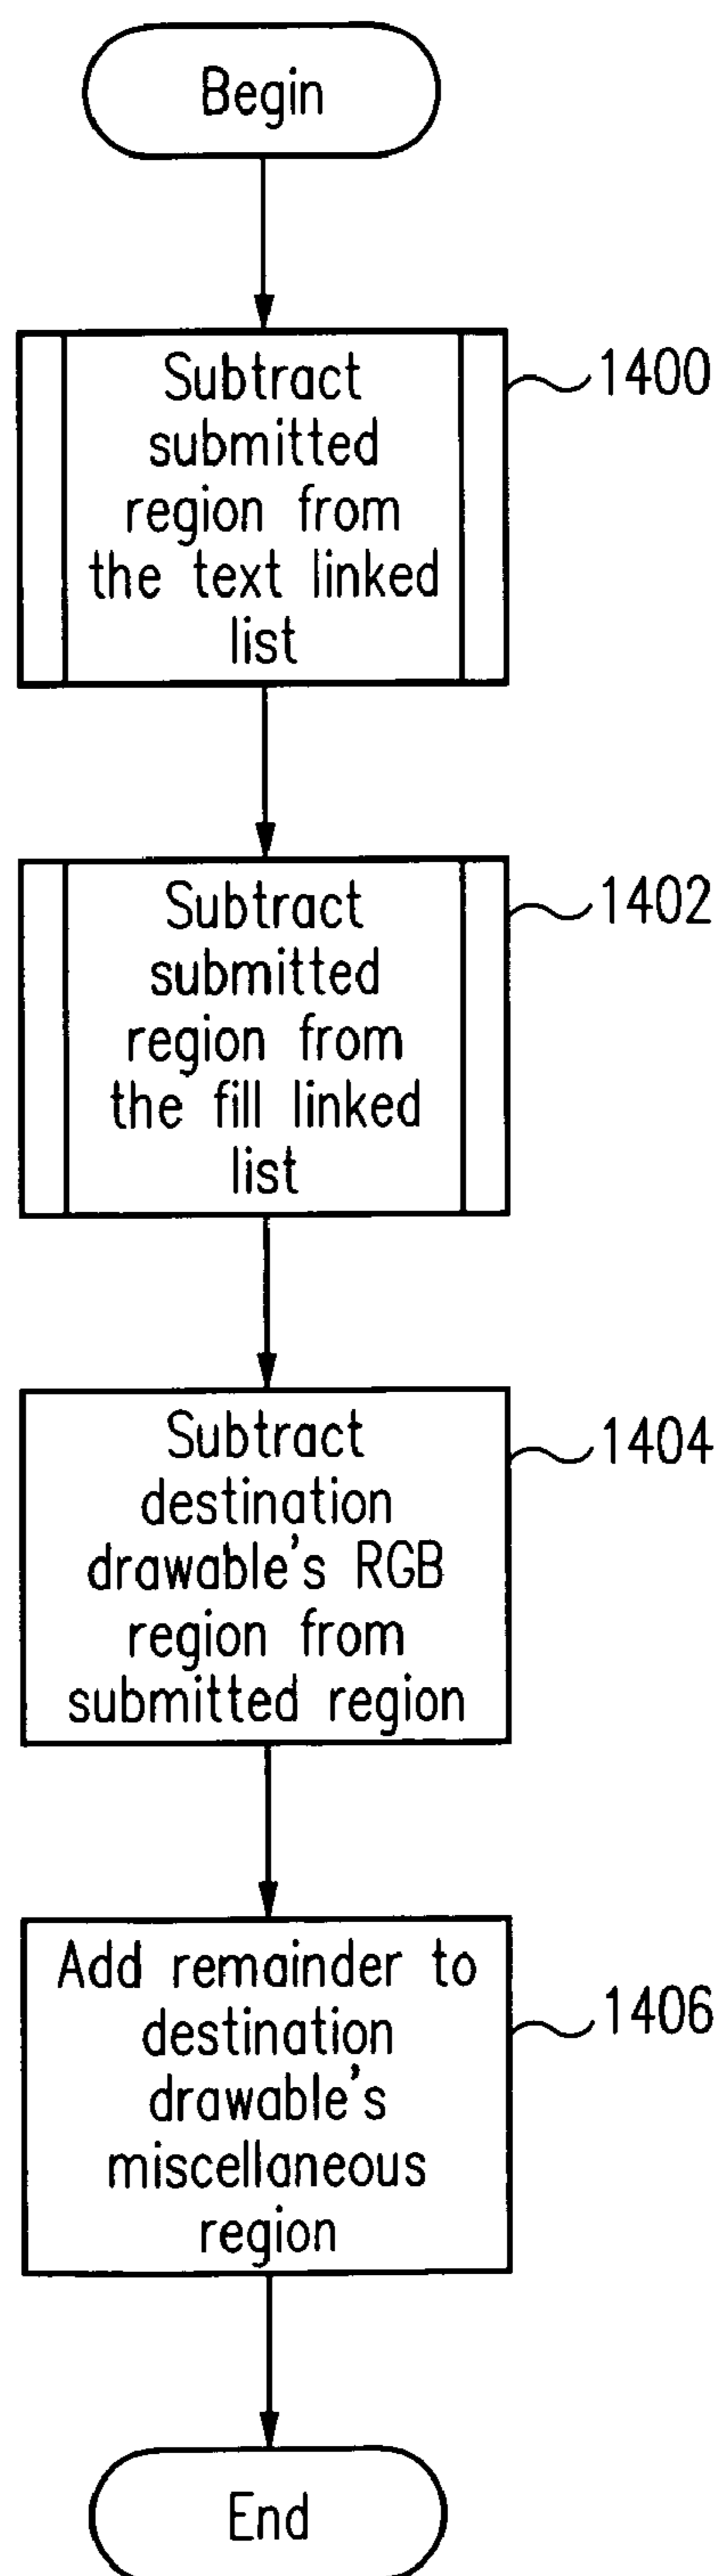 Begin
Subtract
submitted
region from
the text linked
list
1400
Subtract
submitted
region from
the fill linked
list
1402
Subtract
destination
drawable's RGB
region from
submitted region
1404
Add remainder to
destination
drawable's
miscellaneous
region
1406
End